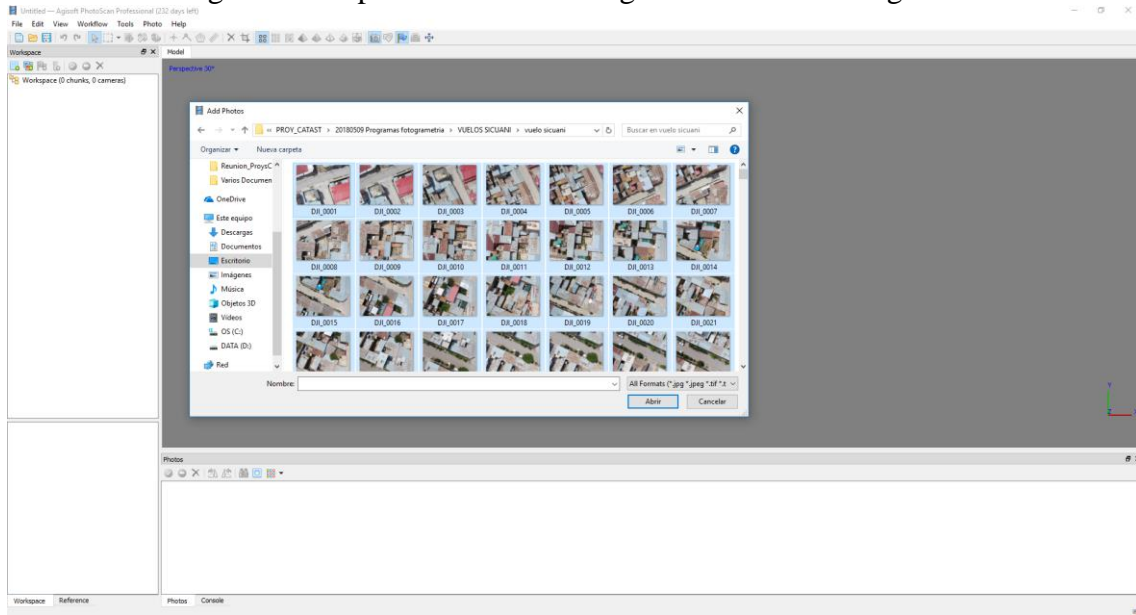 Untitled — Agisoft PhotoScan Professional (232 days left)
File Edit View Workflow Tools Photo Help
Workspace
Model
Workspace (0 chunks, 0 cameras)
Perspective 30°
Add Photos
« PROY_CATAST > 20180509 Programas fotogrametria > VUELOS SICUANI > vuelo sicuani
Buscar en vuelo sicuani
Organizar
Nueva carpeta
Reunion_ProysC
Varios Documen
OneDrive
Este equipo
Descargas
Documentos
Escritorio
Imágenes
Música
Objetos 3D
Videos
OS (C:)
DATA (D:)
Red
DJI_0001 DJI_0002 DJI_0003 DJI_0004 DJI_0005 DJI_0006 DJI_0007
DJI_0008 DJI_0009 DJI_0010 DJI_0011 DJI_0012 DJI_0013 DJI_0014
DJI_0015 DJI_0016 DJI_0017 DJI_0018 DJI_0019 DJI_0020 DJI_0021
Nombre:
All Formats (*.jpg *.jpeg *.tif *.t
Abrir Cancelar
Y
Z
Photos
Workspace Reference
Photos Console